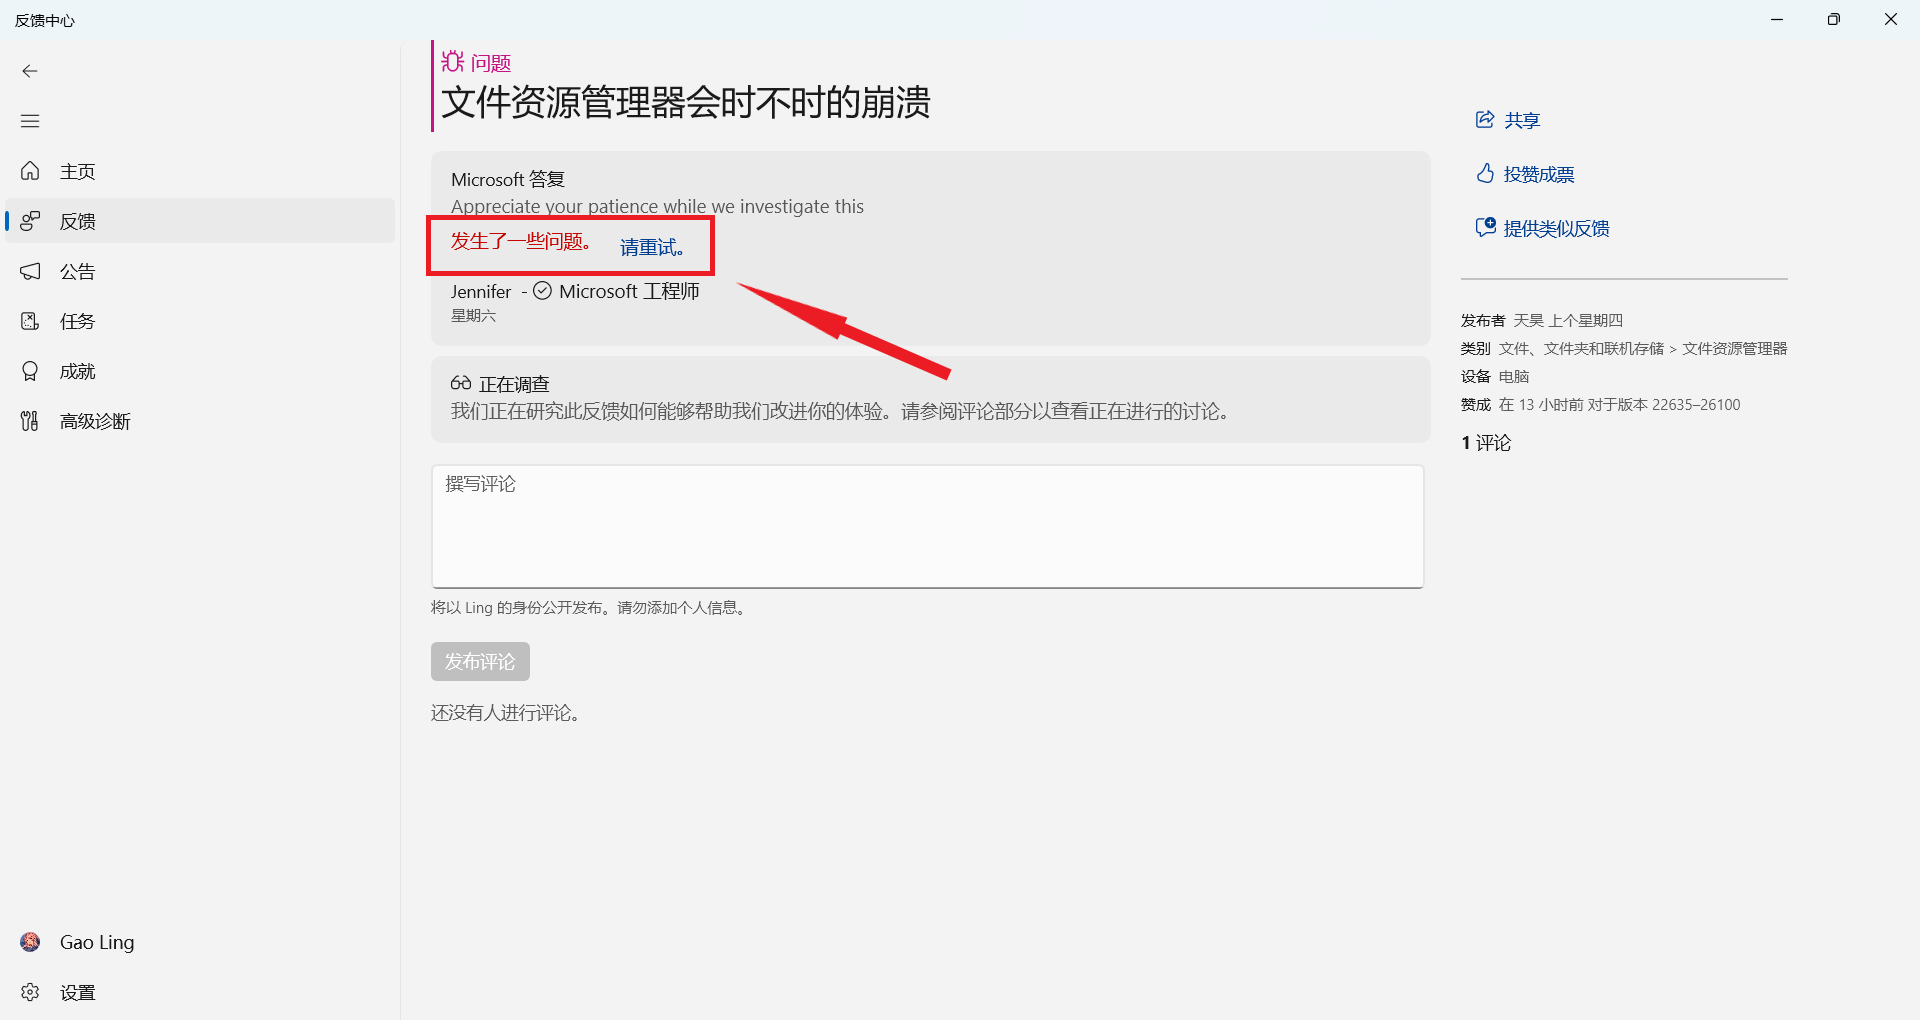 反馈中心
主页
反馈
公告
任务
成就
高级诊断
Gao Ling
设置
问题
文件资源管理器会时不时的崩溃
Microsoft 答复
Appreciate your patience while we investigate this
发生了一些问题。 请重试。
Jennifer - Microsoft 工程师
星期六
正在调查
我们正在研究此反馈如何能够帮助我们改进你的体验。请参阅评论部分以查看正在进行的讨论。
撰写评论
将以 Ling 的身份公开发布。请勿添加个人信息。
发布评论
还没有人进行评论。
共享
投赞成票
提供类似反馈
发布者 天昊 上个星期四
类别 文件、文件夹和联机存储 > 文件资源管理器
设备 电脑
赞成 在 13 小时前 对于版本 22635–26100
1 评论